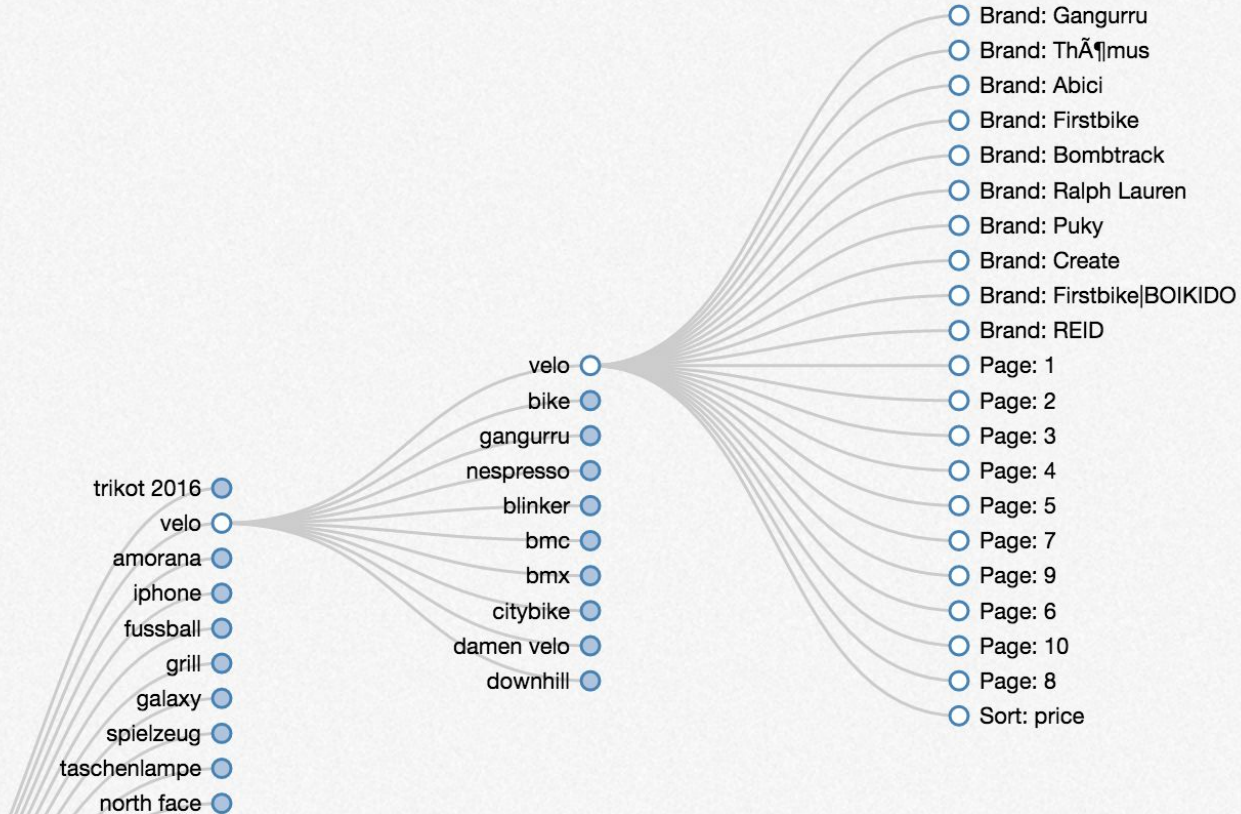 trikot 2016
velo
amorana
iphone
fussball
grill
galaxy
spielzeug
taschenlampe
north face
velo
bike
gangurru
nespresso
blinker
bmc
bmx
citybike
damen velo
downhill
Brand: Gangurru
Brand: ThÃ¶mus
Brand: Abici
Brand: Firstbike
Brand: Bombtrack
Brand: Ralph Lauren
Brand: Puky
Brand: Create
Brand: Firstbike|BOIKIDO
Brand: REID
Page: 1
Page: 2
Page: 3
Page: 4
Page: 5
Page: 7
Page: 9
Page: 6
Page: 10
Page: 8
Sort: price